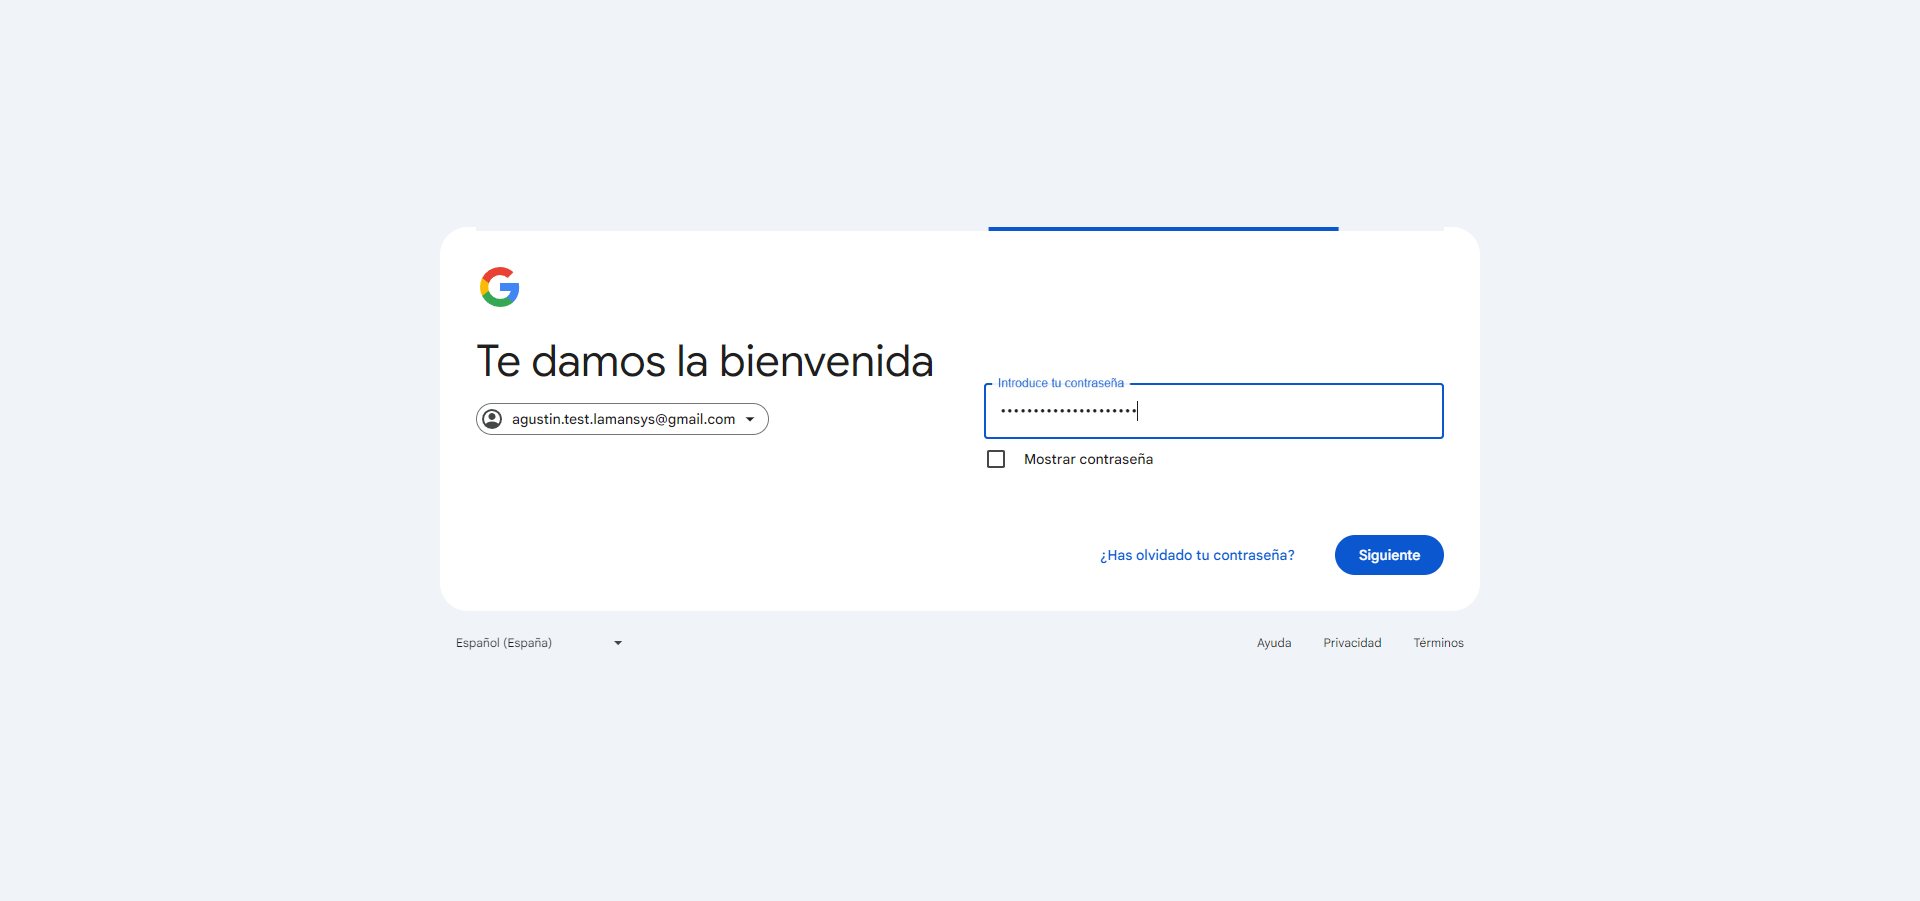 Te damos la bienvenida
agustin.test.lamansys@gmail.com
Introduce tu contraseña
•••••••••••••••••••••
Mostrar contraseña
¿Has olvidado tu contraseña?
Siguiente
Español (España)
Ayuda
Privacidad
Términos